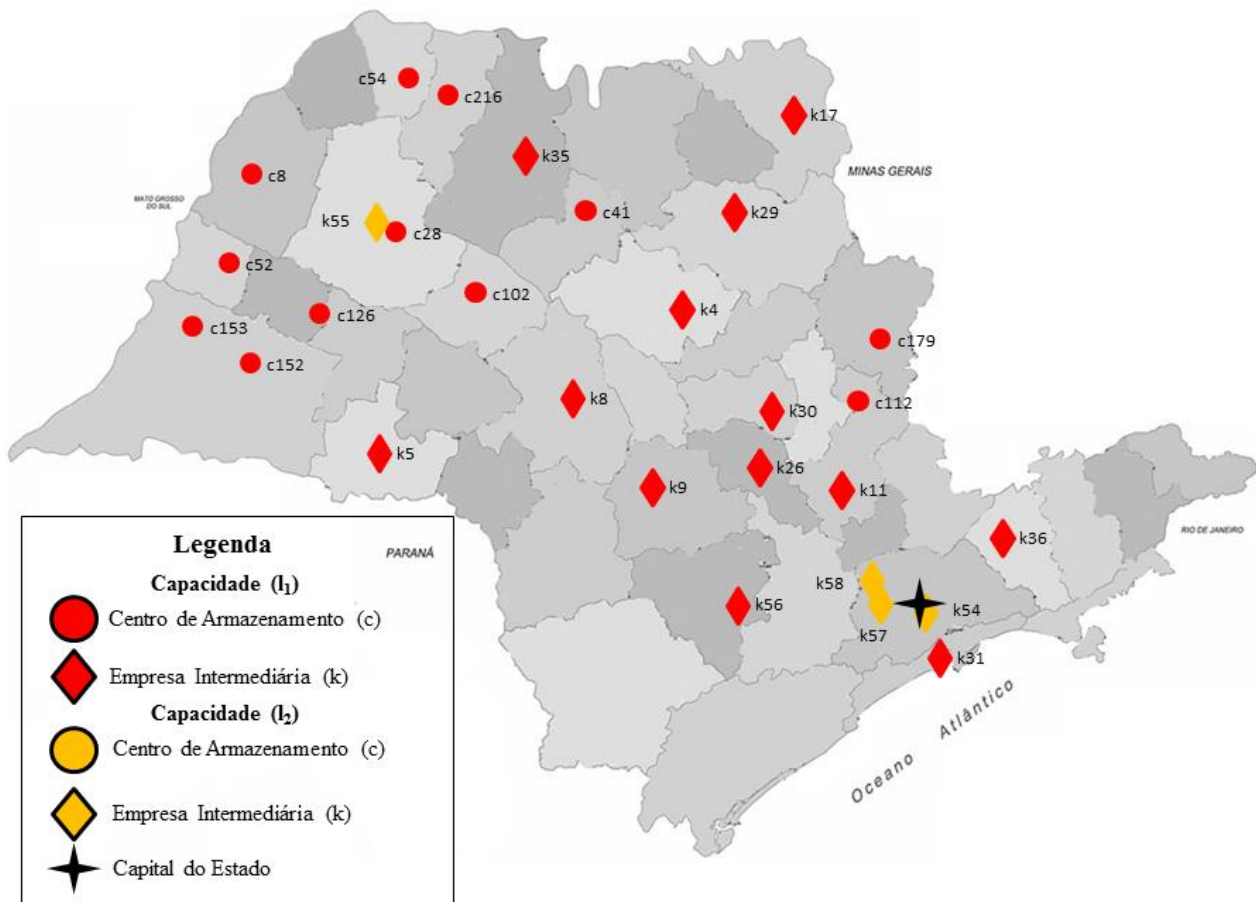 c54
c216
k17
k35
MINAS GERAIS
c8
MATO GROSSO
DO SUL
c41
k29
k55
c28
c52
c102
k4
c126
c153
c179
c152
k8
k30
c112
k5
k26
k9
k11
k36
RIO DE JANEIRO
PARANÁ
k58
k56
k54
k57
k31
Oceano Atlântico
Legenda
Capacidade (l₁)
Centro de Armazenamento (c)
Empresa Intermediária (k)
Capacidade (l₂)
Centro de Armazenamento (c)
Empresa Intermediária (k)
Capital do Estado